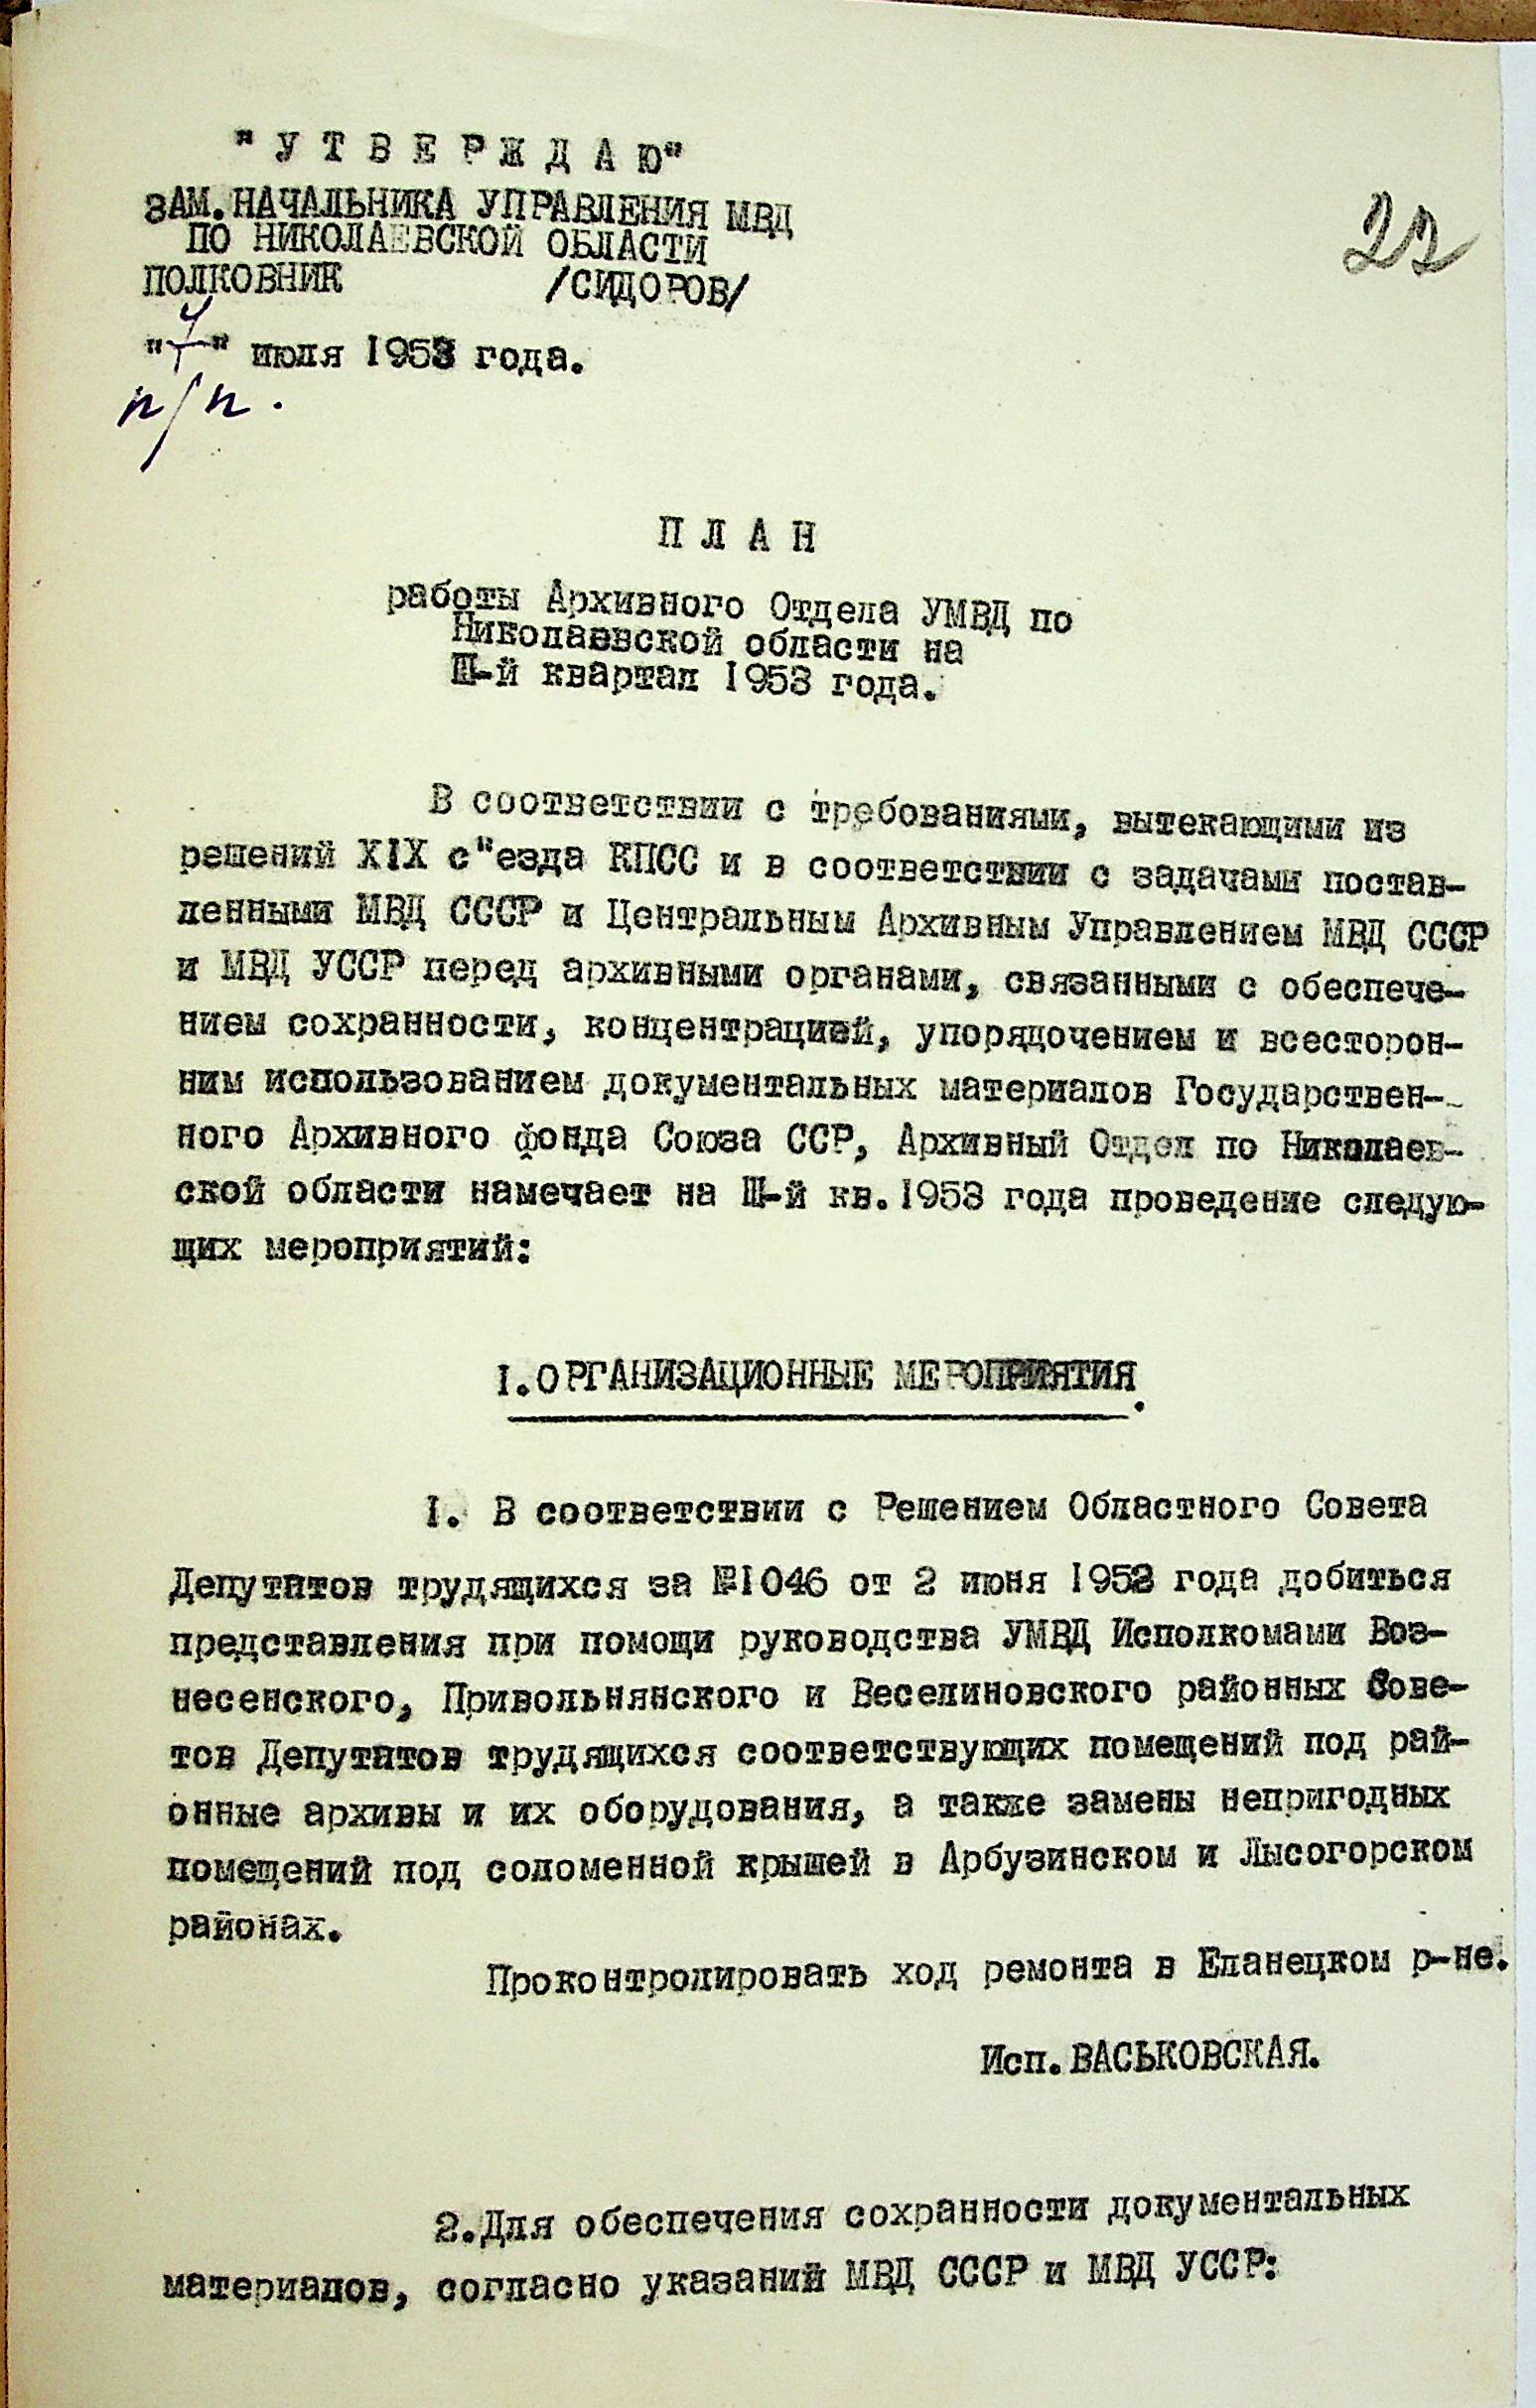 "УТВЕРЖДАЮ"
22
ЗАМ.НАЧАЛЬНИКА УПРАВЛЕНИЯ МВД
ПО НИКОЛАЕВСКОЙ ОБЛАСТИ
ПОЛКОВНИК /СИДОРОВ/
"7" июля 1953 года.
п/п.
ПЛАН
работы Архивного Отдела УМВД по
Николаевской области на
III-й квартал 1953 года.
В соответствии с требованиями, вытекающими из
решений XIX с"езда КПСС и в соответствии с задачами постав-
ленными МВД СССР и Центральным Архивным Управлением МВД СССР
и МВД УССР перед архивными органами, связанными с обеспече-
нием сохранности, концентрацией, упорядочением и всесторон-
ним использованием документальных материалов Государствен-
ного Архивного фонда Союза ССР, Архивный Отдел по Николаев-
ской области намечает на III-й кв.1953 года проведение следую-
щих мероприятий:
I.ОРГАНИЗАЦИОННЫЕ МЕРОПРИЯТИЯ.
I. В соответствии с Решением Областного Совета
Депутатов трудящихся за №1046 от 2 июня 1953 года добиться
представления при помощи руководства УМВД Исполкомами Воз-
несенского, Привольнянского и Веселиновского районных Сове-
тов Депутатов трудящихся соответствующих помещений под рай-
онные архивы и их оборудования, а также замены непригодных
помещений под соломенной крышей в Арбузинском и Лысогорском
районах.
Проконтролировать ход ремонта в Еланецком р-не.
Исп.ВАСЬКОВСКАЯ.
2.Для обеспечения сохранности документальных
материалов, согласно указаний МВД СССР и МВД УССР: